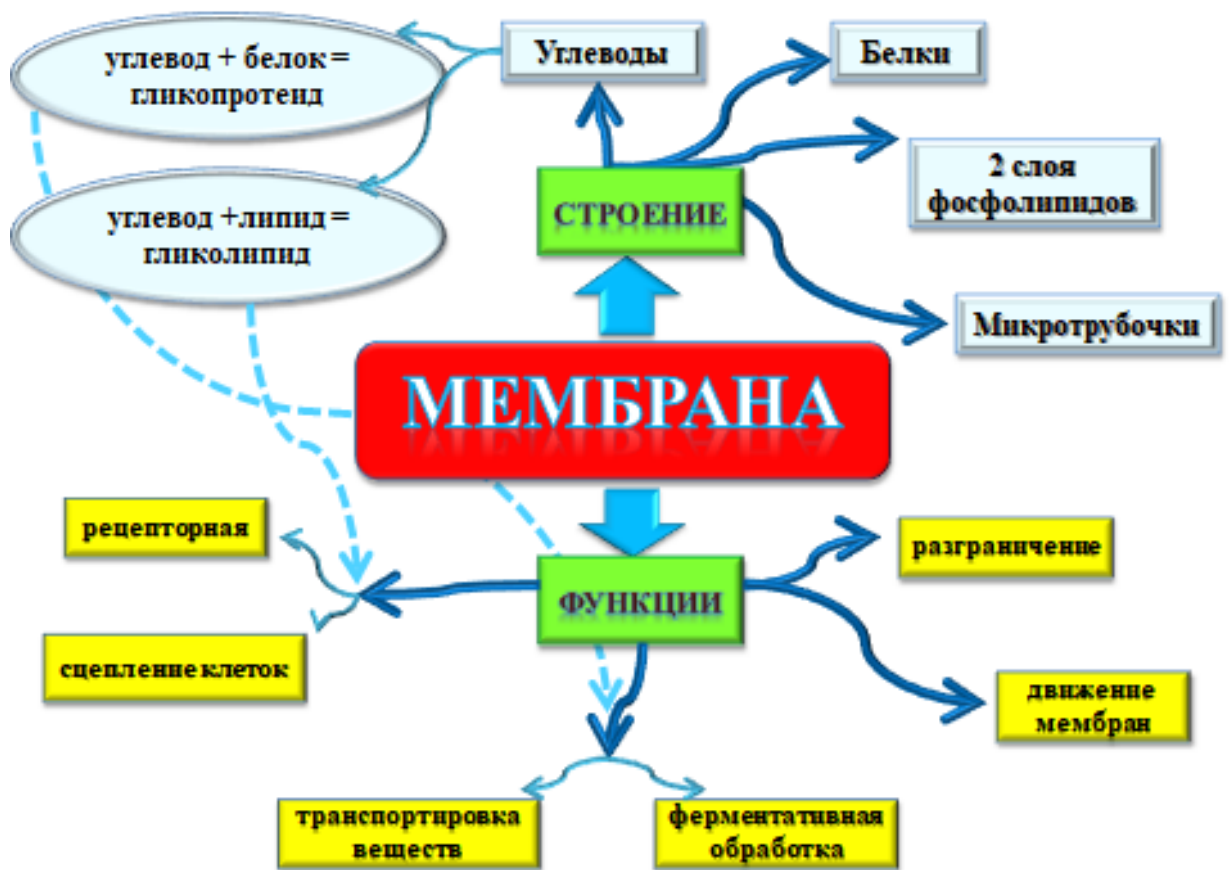 углевод + белок =
гликопротеид
Углеводы
Белки
2 слоя
фосфолипидов
углевод +липид =
гликолипид
СТРОЕНИЕ
Микротрубочки
МЕМБРАНА
рецепторная
разграничение
ФУНКЦИИ
сцепление клеток
движение
мембран
транспортировка
веществ
ферментативная
обработка